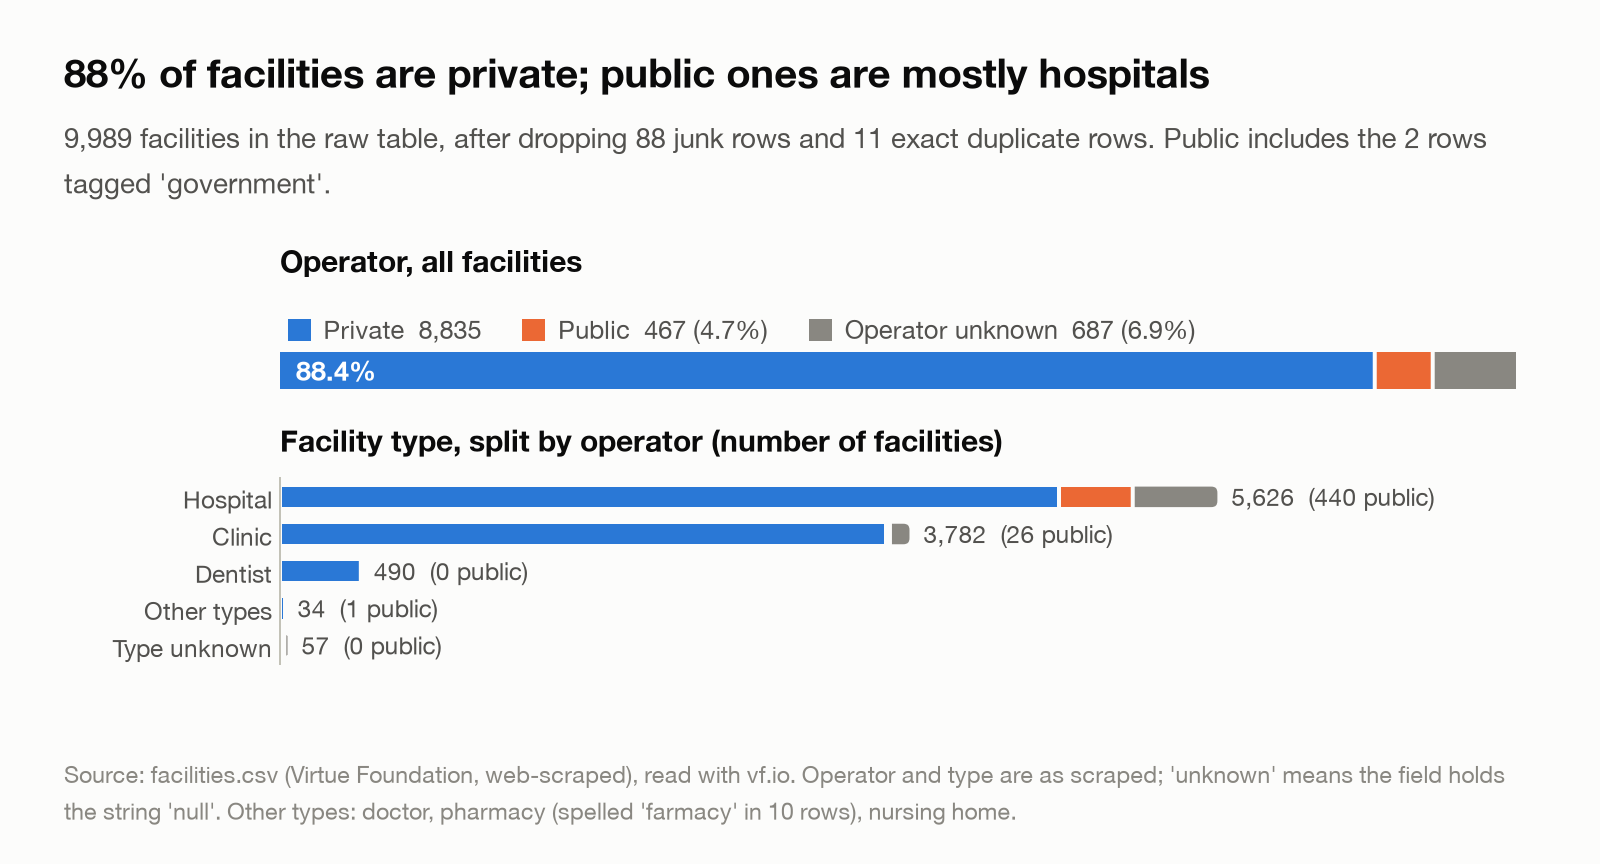 88% of facilities are private; public ones are mostly hospitals
9,989 facilities in the raw table, after dropping 88 junk rows and 11 exact duplicate rows. Public includes the 2 rows
tagged 'government'.
Operator, all facilities
Private 8,835 Public 467 (4.7%) Operator unknown 687 (6.9%)
88.4%
Facility type, split by operator (number of facilities)
Hospital 5,626 (440 public)
Clinic 3,782 (26 public)
Dentist 490 (0 public)
Other types 34 (1 public)
Type unknown 57 (0 public)
Source: facilities.csv (Virtue Foundation, web-scraped), read with vf.io. Operator and type are as scraped; 'unknown' means the field holds
the string 'null'. Other types: doctor, pharmacy (spelled 'farmacy' in 10 rows), nursing home.